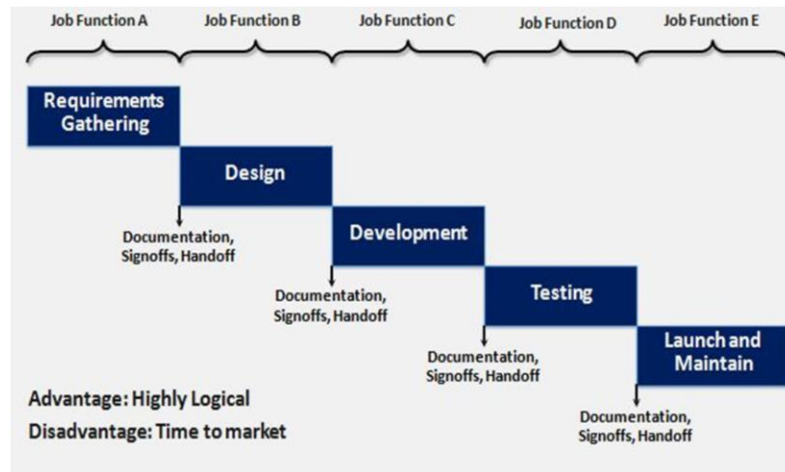 Job Function A
Job Function B
Job Function C
Job Function D
Job Function E
Requirements
Gathering
Design
Documentation,
Signoffs, Handoff
Development
Documentation,
Signoffs, Handoff
Testing
Documentation,
Signoffs, Handoff
Launch and
Maintain
Documentation,
Signoffs, Handoff
Advantage: Highly Logical
Disadvantage: Time to market